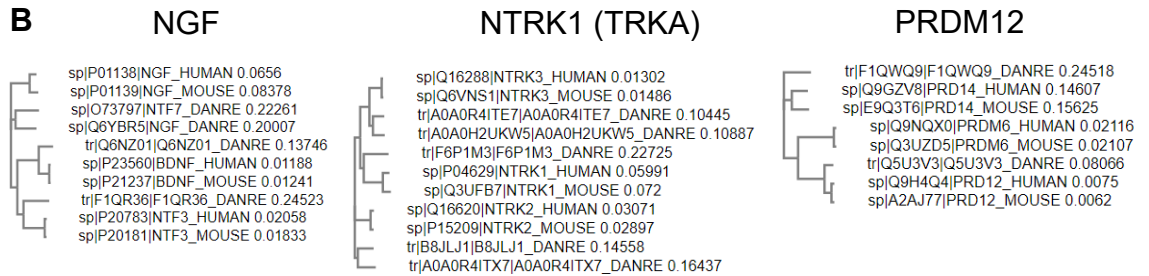 B
NGF
sp|P01138|NGF_HUMAN 0.0656
sp|P01139|NGF_MOUSE 0.08378
sp|O73797|NTF7_DANRE 0.22261
sp|Q6YBR5|NGF_DANRE 0.20007
tr|Q6NZ01|Q6NZ01_DANRE 0.13746
sp|P23560|BDNF_HUMAN 0.01188
sp|P21237|BDNF_MOUSE 0.01241
tr|F1QR36|F1QR36_DANRE 0.24523
sp|P20783|NTF3_HUMAN 0.02058
sp|P20181|NTF3_MOUSE 0.01833
NTRK1 (TRKA)
sp|Q16288|NTRK3_HUMAN 0.01302
sp|Q6VNS1|NTRK3_MOUSE 0.01486
tr|A0A0R4ITE7|A0A0R4ITE7_DANRE 0.10445
tr|A0A0H2UKW5|A0A0H2UKW5_DANRE 0.10887
tr|F6P1M3|F6P1M3_DANRE 0.22725
sp|P04629|NTRK1_HUMAN 0.05991
sp|Q3UFB7|NTRK1_MOUSE 0.072
sp|Q16620|NTRK2_HUMAN 0.03071
sp|P15209|NTRK2_MOUSE 0.02897
tr|B8JLJ1|B8JLJ1_DANRE 0.14558
tr|A0A0R4ITX7|A0A0R4ITX7_DANRE 0.16437
PRDM12
tr|F1QWQ9|F1QWQ9_DANRE 0.24518
sp|Q9GZV8|PRD14_HUMAN 0.14607
sp|E9Q3T6|PRD14_MOUSE 0.15625
sp|Q9NQX0|PRDM6_HUMAN 0.02116
sp|Q3UZD5|PRDM6_MOUSE 0.02107
tr|Q5U3V3|Q5U3V3_DANRE 0.08066
sp|Q9H4Q4|PRD12_HUMAN 0.0075
sp|A2AJ77|PRD12_MOUSE 0.0062